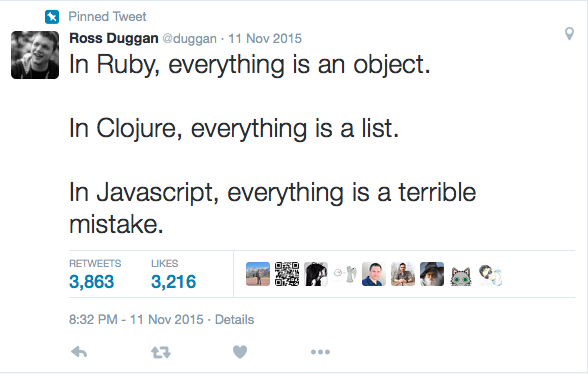 Pinned Tweet
Ross Duggan @duggan · 11 Nov 2015
In Ruby, everything is an object.
In Clojure, everything is a list.
In Javascript, everything is a terrible
mistake.
RETWEETS LIKES
3,863 3,216
8:32 PM - 11 Nov 2015 · Details